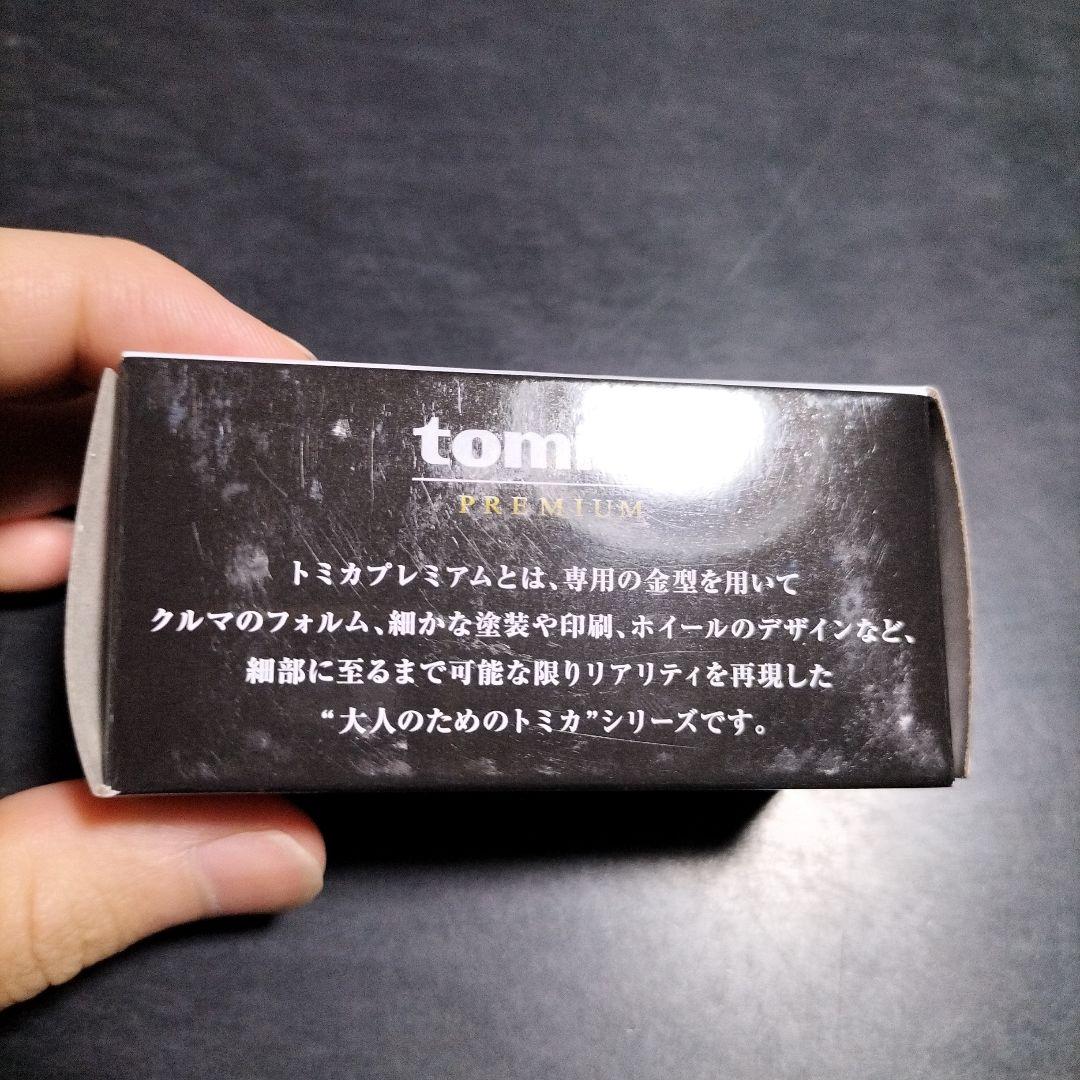 PREMIUM
トミカプレミアムとは、専用の金型を用いて
クルマのフォルム、細かな塗装や印刷、ホイールのデザインなど、
細部に至るまで可能な限りリアリティを再現した
“大人のためのトミカ”シリーズです。